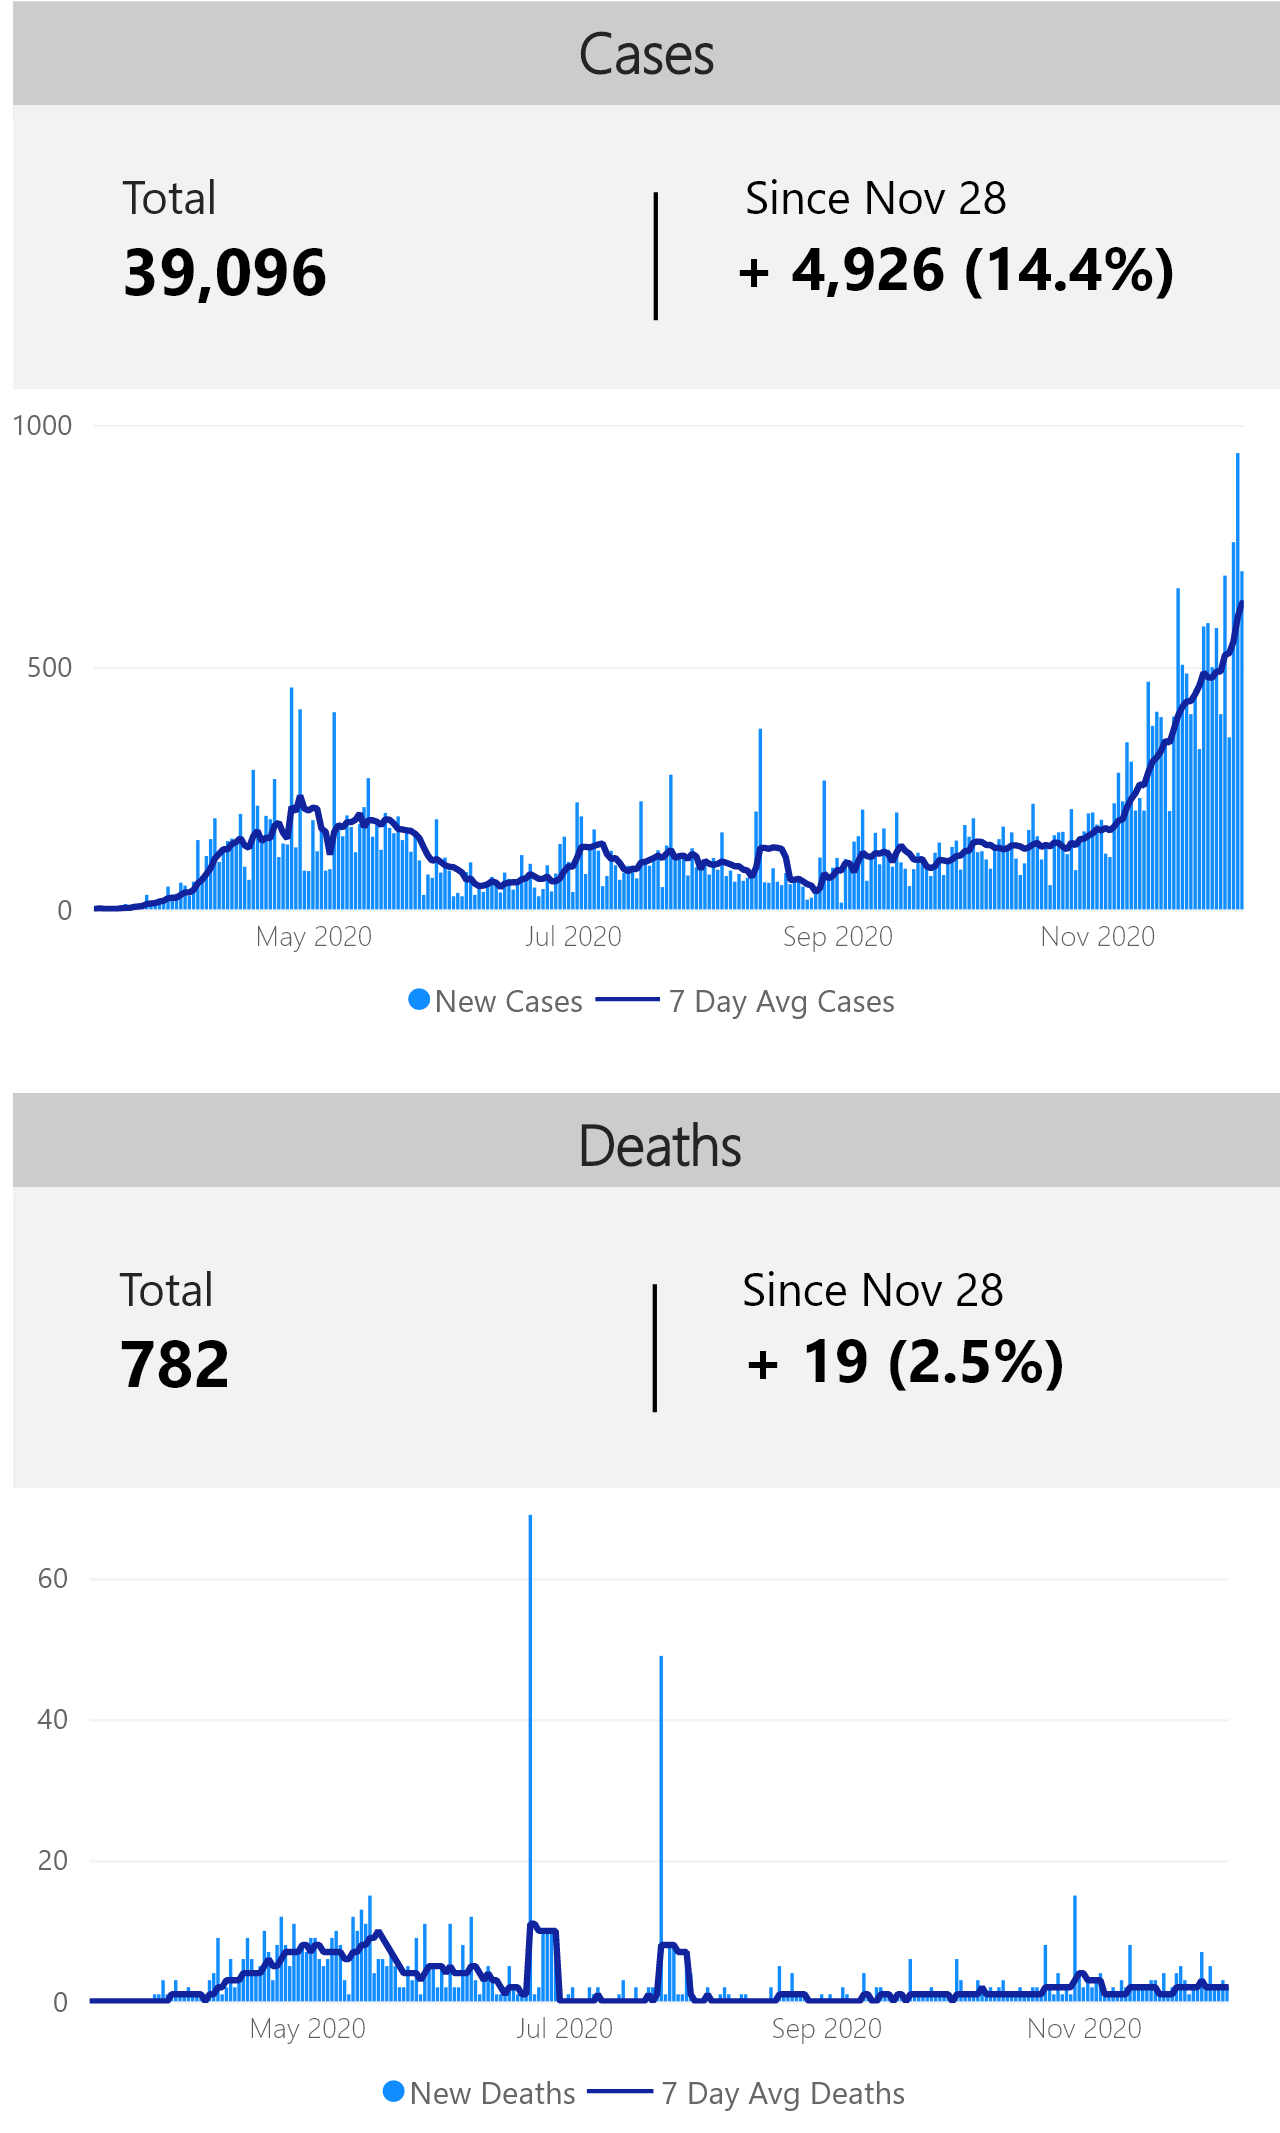 Cases
Total
Since Nov 28
39,096
+ 4,926 (14.4%)
1000
500
0
May 2020
Jul 2020
Sep 2020
Nov 2020
New Cases
7 Day Avg Cases
Deaths
Total
Since Nov 28
782
+ 19 (2.5%)
60
40
20
0
May 2020
Jul 2020
Sep 2020
Nov 2020
New Deaths
7 Day Avg Deaths